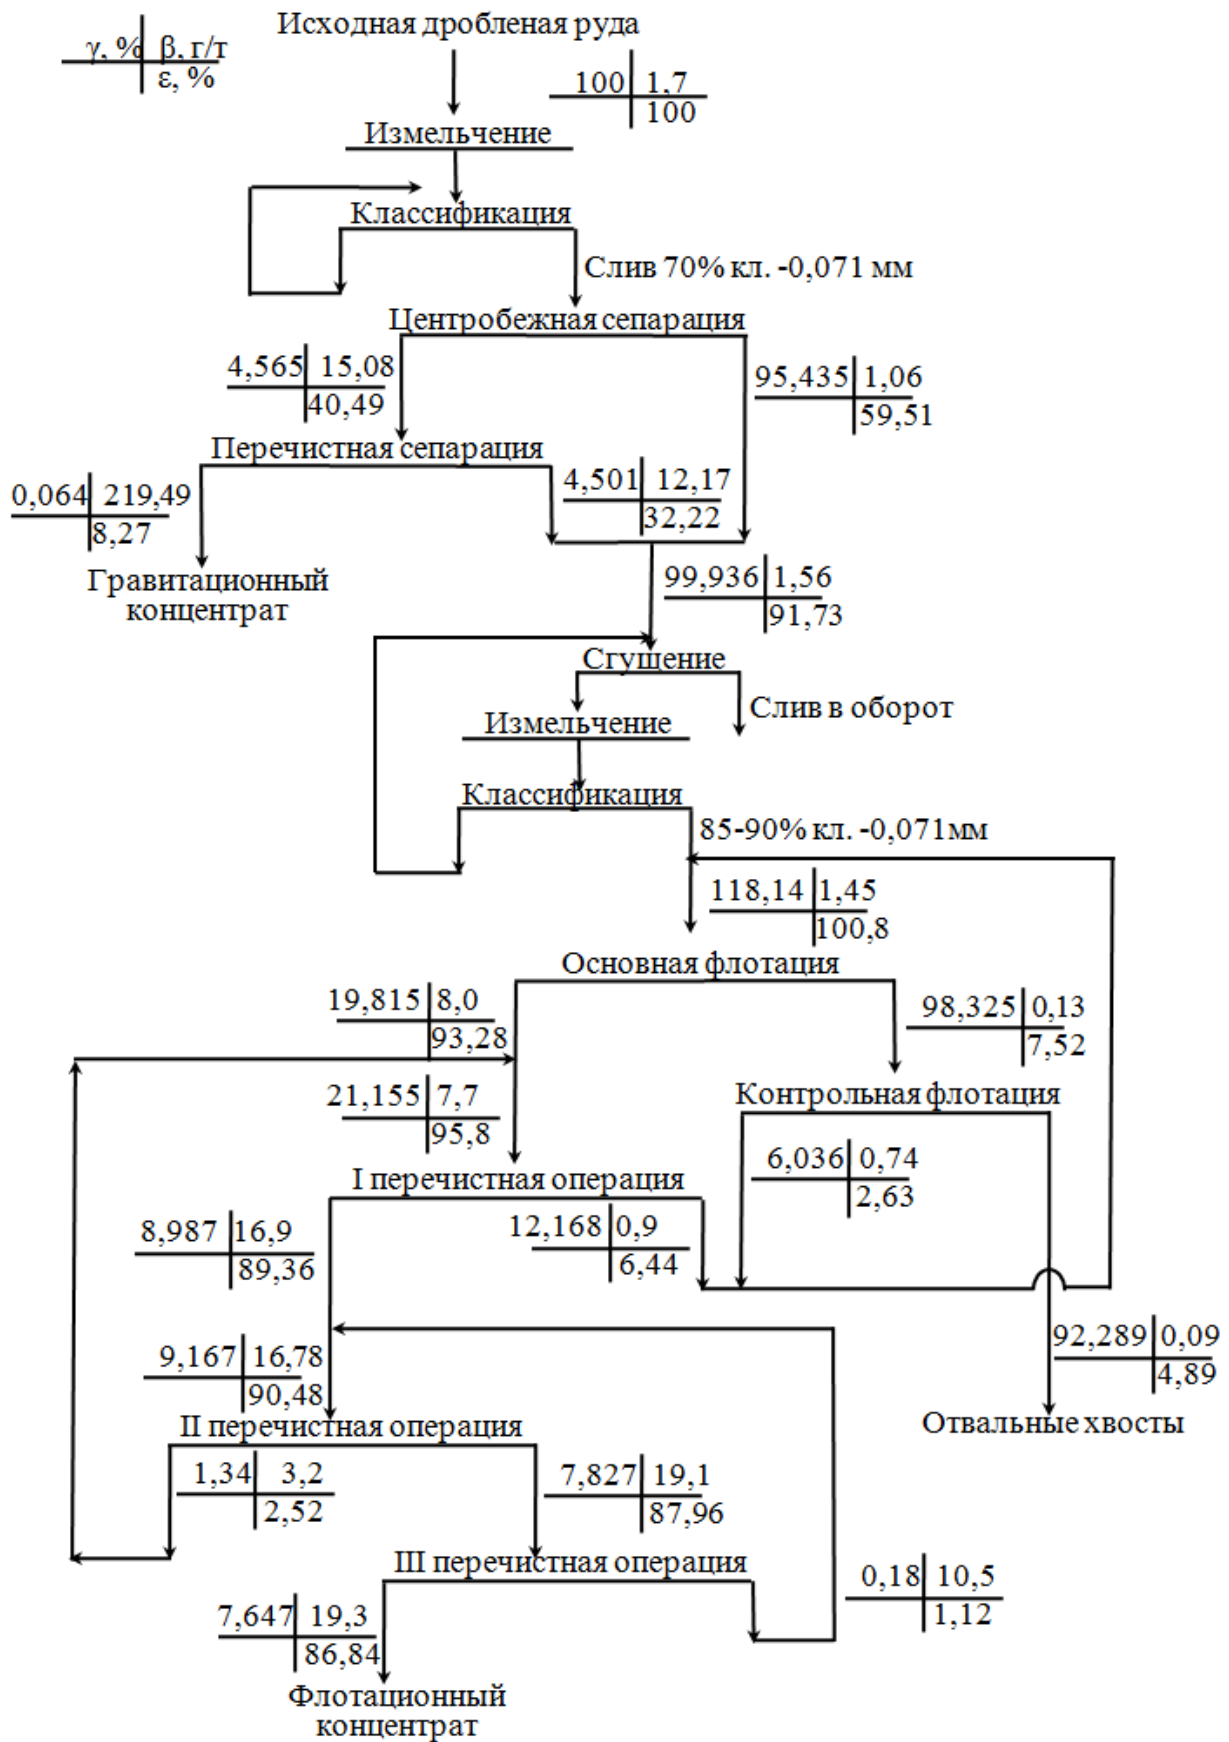 Исходная дробленая руда
γ, % β, г/т
ε, %
100 1,7
100
Измельчение
Классификация
Слив 70% кл. -0,071 мм
Центробежная сепарация
4,565 15,08
40,49
95,435 1,06
59,51
Перечистная сепарация
0,064 219,49
8,27
4,501 12,17
32,22
Гравитационный
концентрат
99,936 1,56
91,73
Сгущение
Слив в оборот
Измельчение
Классификация
85-90% кл. -0,071мм
118,14 1,45
100,8
Основная флотация
19,815 8,0
93,28
98,325 0,13
7,52
21,155 7,7
95,8
Контрольная флотация
6,036 0,74
2,63
I перечистная операция
8,987 16,9
89,36
12,168 0,9
6,44
9,167 16,78
90,48
92,289 0,09
4,89
II перечистная операция
Отвальные хвосты
1,34 3,2
2,52
7,827 19,1
87,96
III перечистная операция
0,18 10,5
1,12
7,647 19,3
86,84
Флотационный
концентрат